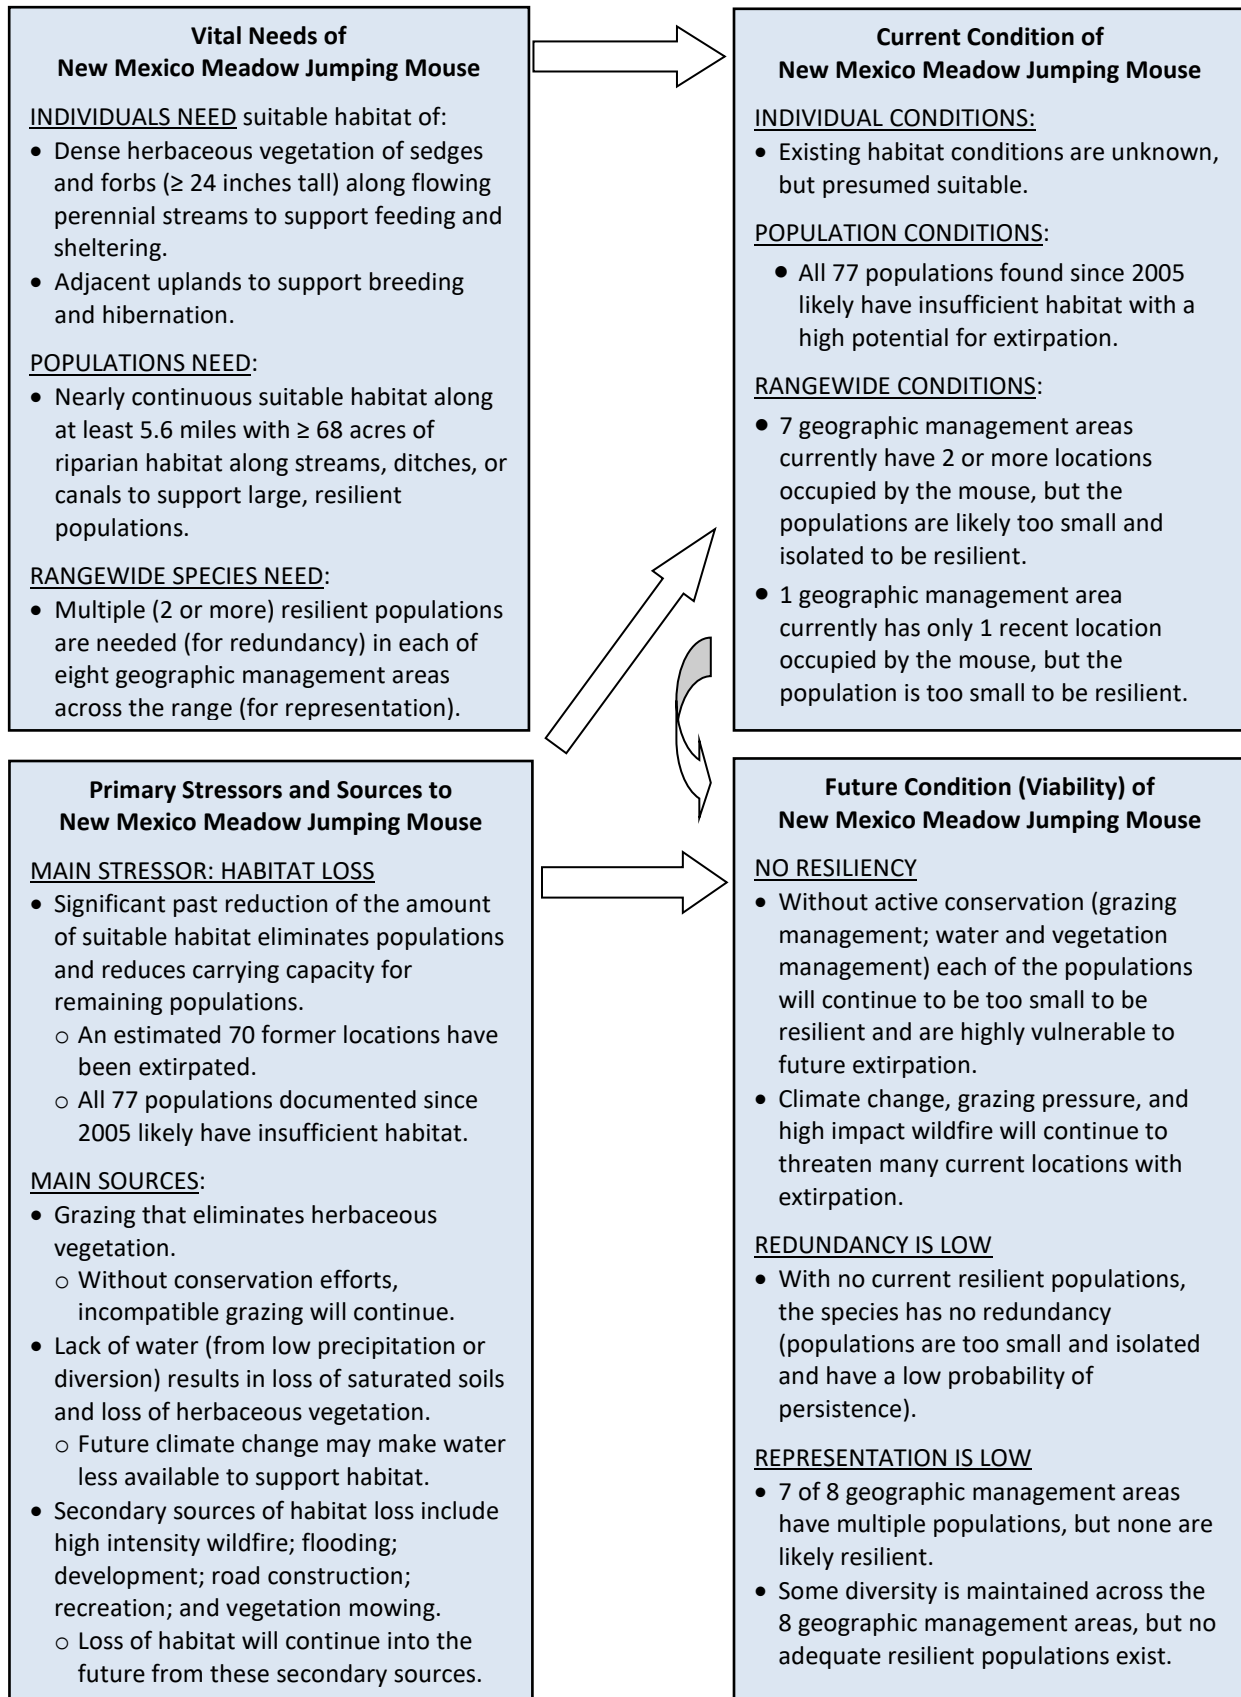 Vital Needs of
New Mexico Meadow Jumping Mouse
INDIVIDUALS NEED suitable habitat of:
• Dense herbaceous vegetation of sedges
and forbs (≥ 24 inches tall) along flowing
perennial streams to support feeding and
sheltering.
• Adjacent uplands to support breeding
and hibernation.
POPULATIONS NEED:
• Nearly continuous suitable habitat along
at least 5.6 miles with ≥ 68 acres of
riparian habitat along streams, ditches, or
canals to support large, resilient
populations.
RANGEWIDE SPECIES NEED:
• Multiple (2 or more) resilient populations
are needed (for redundancy) in each of
eight geographic management areas
across the range (for representation).
Current Condition of
New Mexico Meadow Jumping Mouse
INDIVIDUAL CONDITIONS:
• Existing habitat conditions are unknown,
but presumed suitable.
POPULATION CONDITIONS:
• All 77 populations found since 2005
likely have insufficient habitat with a
high potential for extirpation.
RANGEWIDE CONDITIONS:
• 7 geographic management areas
currently have 2 or more locations
occupied by the mouse, but the
populations are likely too small and
isolated to be resilient.
• 1 geographic management area
currently has only 1 recent location
occupied by the mouse, but the
population is too small to be resilient.
Primary Stressors and Sources to
New Mexico Meadow Jumping Mouse
MAIN STRESSOR: HABITAT LOSS
• Significant past reduction of the amount
of suitable habitat eliminates populations
and reduces carrying capacity for
remaining populations.
o An estimated 70 former locations have
been extirpated.
o All 77 populations documented since
2005 likely have insufficient habitat.
MAIN SOURCES:
• Grazing that eliminates herbaceous
vegetation.
o Without conservation efforts,
incompatible grazing will continue.
• Lack of water (from low precipitation or
diversion) results in loss of saturated soils
and loss of herbaceous vegetation.
o Future climate change may make water
less available to support habitat.
• Secondary sources of habitat loss include
high intensity wildfire; flooding;
development; road construction;
recreation; and vegetation mowing.
o Loss of habitat will continue into the
future from these secondary sources.
Future Condition (Viability) of
New Mexico Meadow Jumping Mouse
NO RESILIENCY
• Without active conservation (grazing
management; water and vegetation
management) each of the populations
will continue to be too small to be
resilient and are highly vulnerable to
future extirpation.
• Climate change, grazing pressure, and
high impact wildfire will continue to
threaten many current locations with
extirpation.
REDUNDANCY IS LOW
• With no current resilient populations,
the species has no redundancy
(populations are too small and isolated
and have a low probability of
persistence).
REPRESENTATION IS LOW
• 7 of 8 geographic management areas
have multiple populations, but none are
likely resilient.
• Some diversity is maintained across the
8 geographic management areas, but no
adequate resilient populations exist.